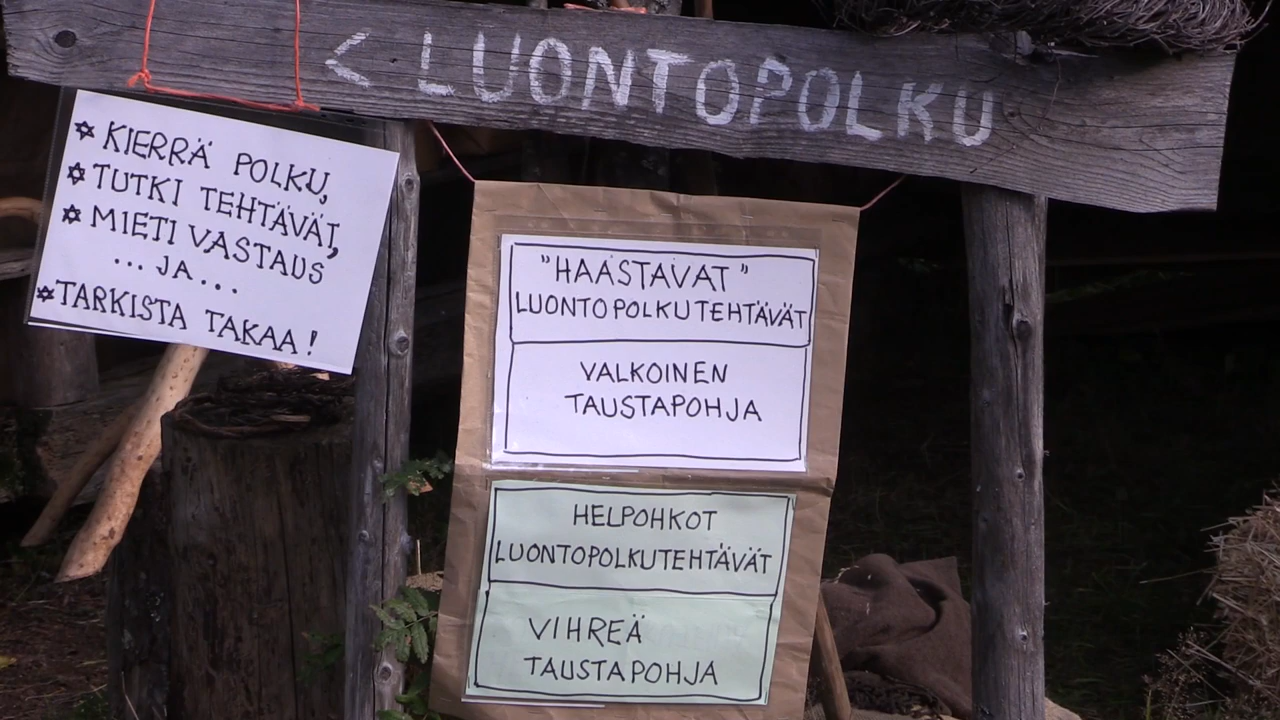 < LUONTOPOLKU
✡ KIERRÄ POLKU,
✡ TUTKI TEHTÄVÄT,
✡ MIETI VASTAUS
... JA ...
✡ TARKISTA TAKAA!
"HAASTAVAT"
LUONTOPOLKUTEHTÄVÄT
VALKOINEN
TAUSTAPOHJA
HELPOHKOT
LUONTOPOLKUTEHTÄVÄT
VIHREÄ
TAUSTAPOHJA